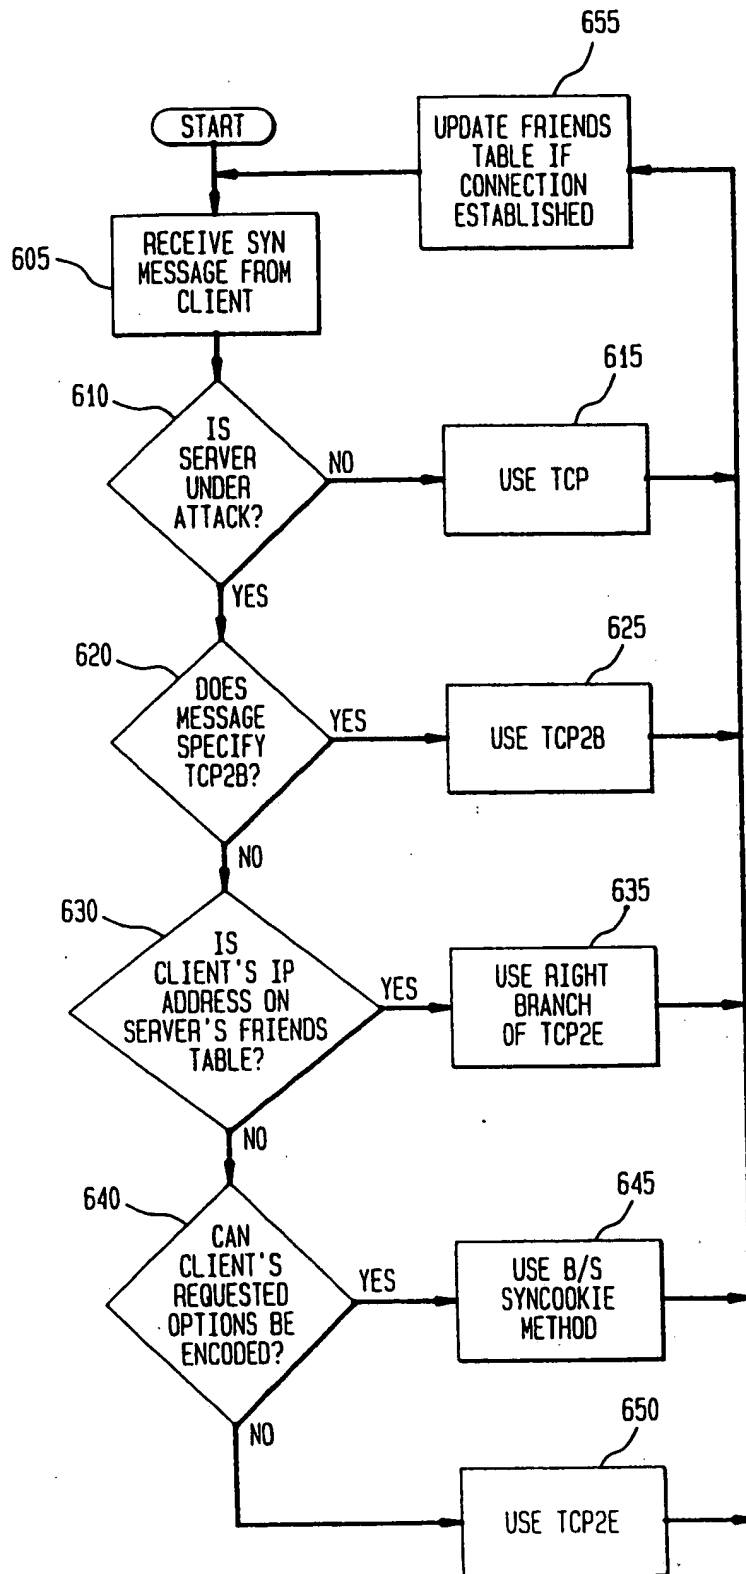 655
START
UPDATE FRIENDS
TABLE IF
CONNECTION
ESTABLISHED
605
RECEIVE SYN
MESSAGE FROM
CLIENT
610
IS
SERVER
UNDER
ATTACK?
NO
615
USE TCP
YES
620
DOES
MESSAGE
SPECIFY
TCP2B?
YES
625
USE TCP2B
NO
630
IS
CLIENT'S IP
ADDRESS ON
SERVER'S FRIENDS
TABLE?
YES
635
USE RIGHT
BRANCH
OF TCP2E
NO
640
CAN
CLIENT'S
REQUESTED
OPTIONS BE
ENCODED?
YES
645
USE B/S
SYNCOOKIE
METHOD
NO
650
USE TCP2E